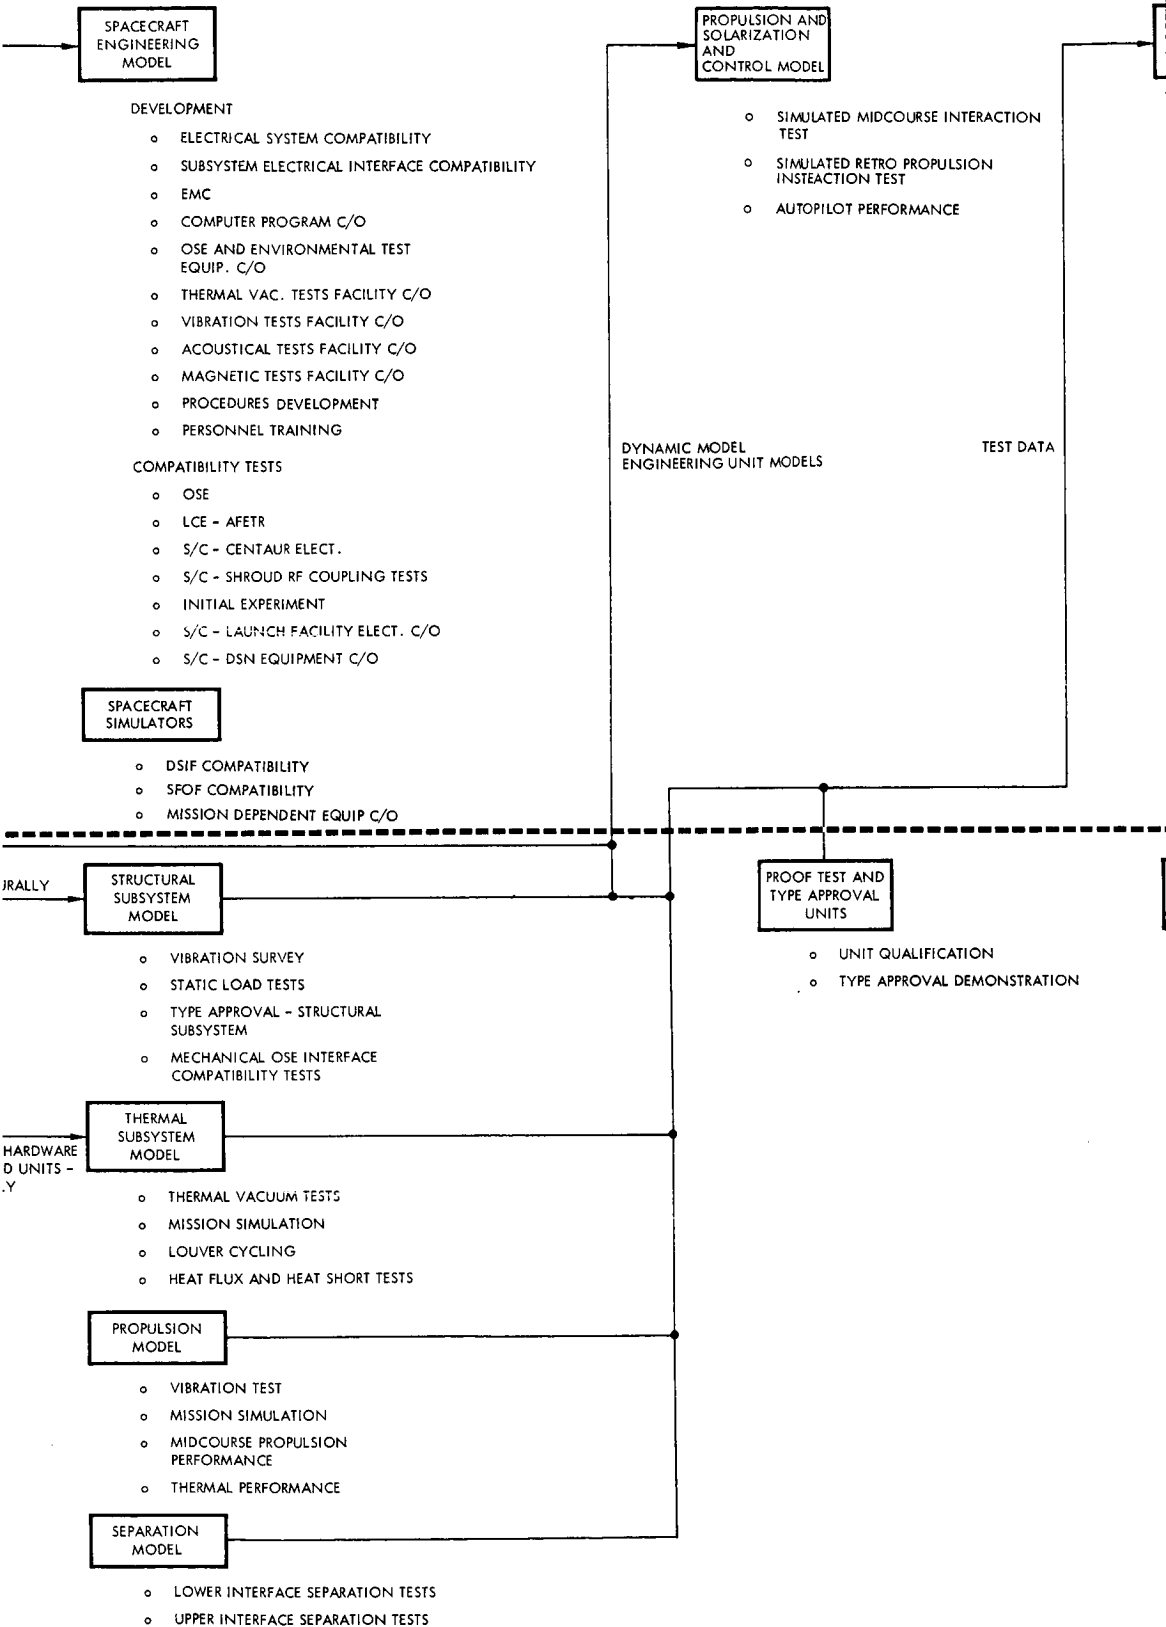 SPACECRAFT
ENGINEERING
MODEL
DEVELOPMENT
o ELECTRICAL SYSTEM COMPATIBILITY
o SUBSYSTEM ELECTRICAL INTERFACE COMPATIBILITY
o EMC
o COMPUTER PROGRAM C/O
o OSE AND ENVIRONMENTAL TEST
EQUIP. C/O
o THERMAL VAC. TESTS FACILITY C/O
o VIBRATION TESTS FACILITY C/O
o ACOUSTICAL TESTS FACILITY C/O
o MAGNETIC TESTS FACILITY C/O
o PROCEDURES DEVELOPMENT
o PERSONNEL TRAINING
COMPATIBILITY TESTS
o OSE
o LCE - AFETR
o S/C - CENTAUR ELECT.
o S/C - SHROUD RF COUPLING TESTS
o INITIAL EXPERIMENT
o S/C - LAUNCH FACILITY ELECT. C/O
o S/C - DSN EQUIPMENT C/O
SPACECRAFT
SIMULATORS
o DSIF COMPATIBILITY
o SFOF COMPATIBILITY
o MISSION DEPENDENT EQUIP C/O
PROPULSION AND
SOLARIZATION
AND
CONTROL MODEL
o SIMULATED MIDCOURSE INTERACTION
TEST
o SIMULATED RETRO PROPULSION
INSTEACTION TEST
o AUTOPILOT PERFORMANCE
DYNAMIC MODEL
ENGINEERING UNIT MODELS
TEST DATA
JRALLY
STRUCTURAL
SUBSYSTEM
MODEL
o VIBRATION SURVEY
o STATIC LOAD TESTS
o TYPE APPROVAL - STRUCTURAL
SUBSYSTEM
o MECHANICAL OSE INTERFACE
COMPATIBILITY TESTS
PROOF TEST AND
TYPE APPROVAL
UNITS
o UNIT QUALIFICATION
o TYPE APPROVAL DEMONSTRATION
HARDWARE
D UNITS -
.Y
THERMAL
SUBSYSTEM
MODEL
o THERMAL VACUUM TESTS
o MISSION SIMULATION
o LOUVER CYCLING
o HEAT FLUX AND HEAT SHORT TESTS
PROPULSION
MODEL
o VIBRATION TEST
o MISSION SIMULATION
o MIDCOURSE PROPULSION
PERFORMANCE
o THERMAL PERFORMANCE
SEPARATION
MODEL
o LOWER INTERFACE SEPARATION TESTS
o UPPER INTERFACE SEPARATION TESTS